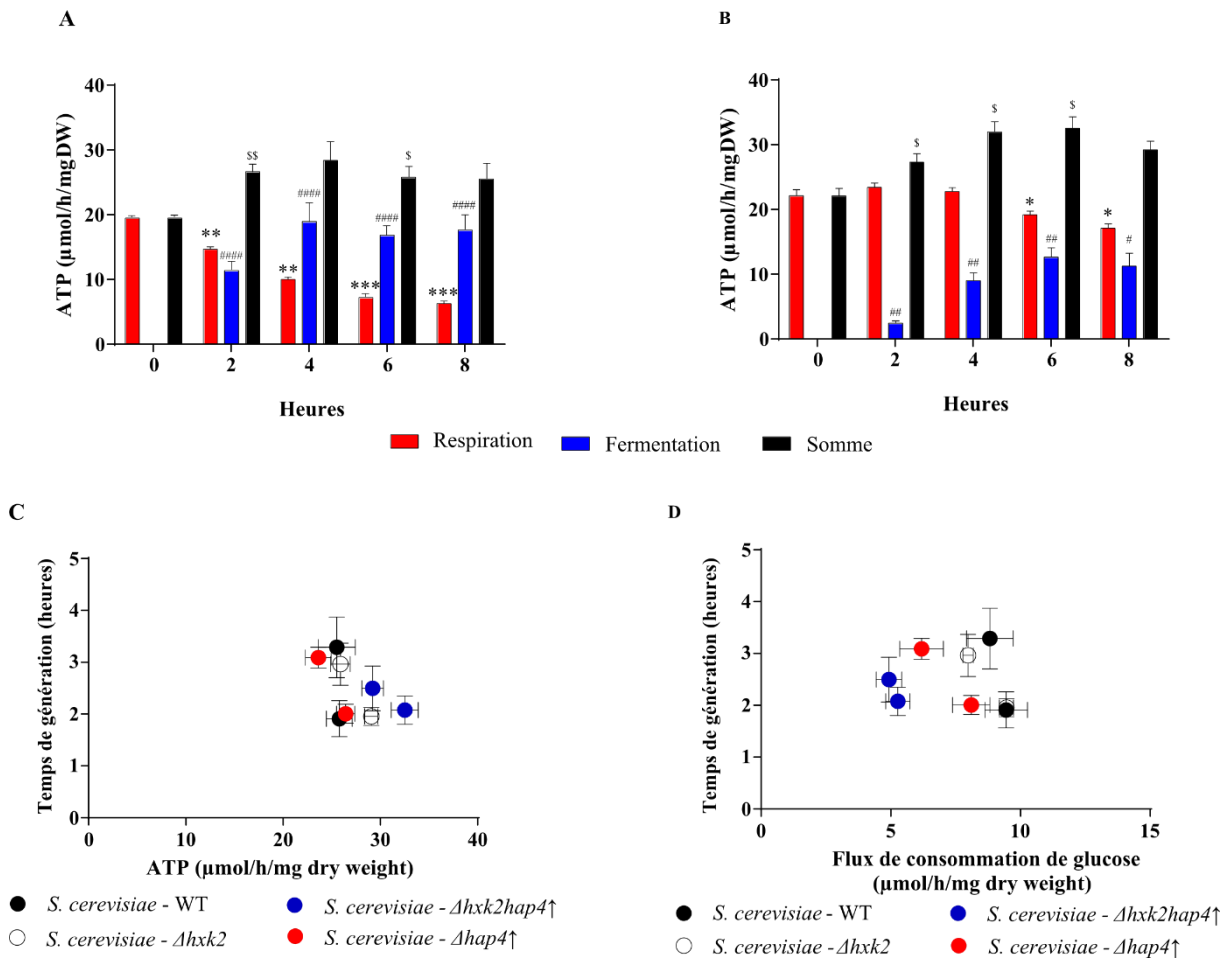 A
B
ATP (µmol/h/mgDW)
40
30
20
10
0
** ####
$$
** ####
*** ####
$
*** ####
0 2 4 6 8
Heures
ATP (µmol/h/mgDW)
40
30
20
10
0
##
$
##
$
* ##
$
* #
0 2 4 6 8
Heures
Respiration Fermentation Somme
C
D
Temps de génération (heures)
5
4
3
2
1
0
0 10 20 30 40
ATP (µmol/h/mg dry weight)
Temps de génération (heures)
5
4
3
2
1
0
0 5 10 15
Flux de consommation de glucose
(µmol/h/mg dry weight)
S. cerevisiae - WT
S. cerevisiae - Δhxk2hap4↑
S. cerevisiae - Δhxk2
S. cerevisiae - Δhap4↑
S. cerevisiae - WT
S. cerevisiae - Δhxk2hap4↑
S. cerevisiae - Δhxk2
S. cerevisiae - Δhap4↑